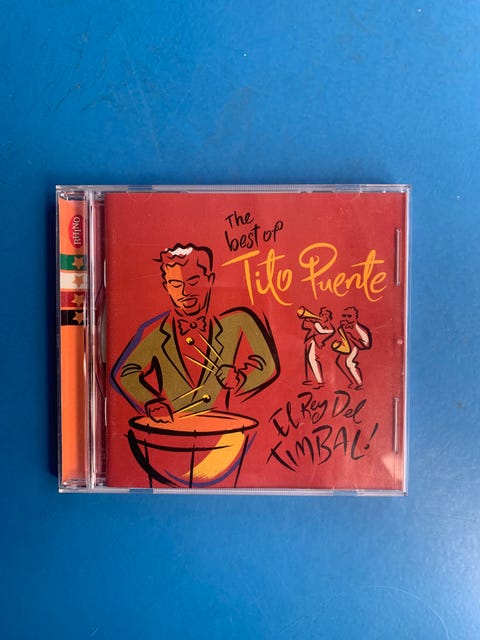 RHINO
The
best of
Tito Puente
El Rey Del
TIMBAL!